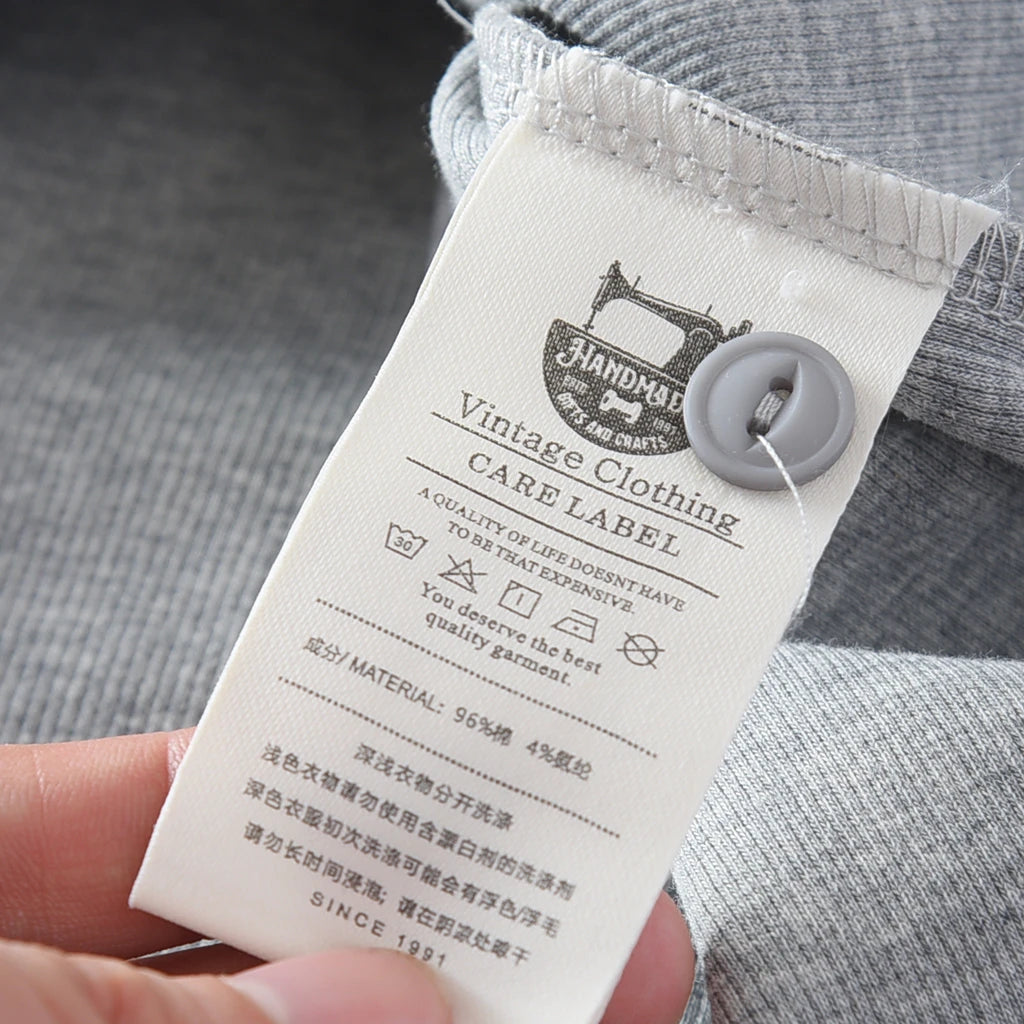 HANDMAD
1991
ARTS AND CRAFTS
Vintage Clothing
CARE LABEL
A QUALITY OF LIFE DOESNT HAVE
TO BE THAT EXPENSIVE.
30
You deserve the best
quality garment.
成分/ MATERIAL: 96%棉 4%氨纶
深浅衣物分开洗涤
浅色衣物请勿使用含漂白剂的洗涤剂
深色衣服初次洗涤可能会有浮色/浮毛
请勿长时间浸泡; 请在阴凉处晾干
SINCE 1991